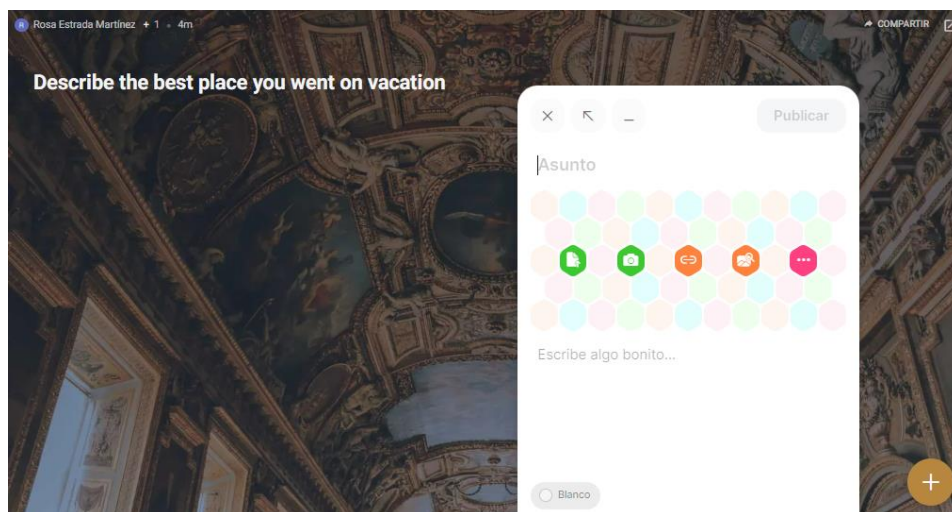 R Rosa Estrada Martínez + 1 • 4m
COMPARTIR
Describe the best place you went on vacation
Publicar
Asunto
Escribe algo bonito...
Blanco